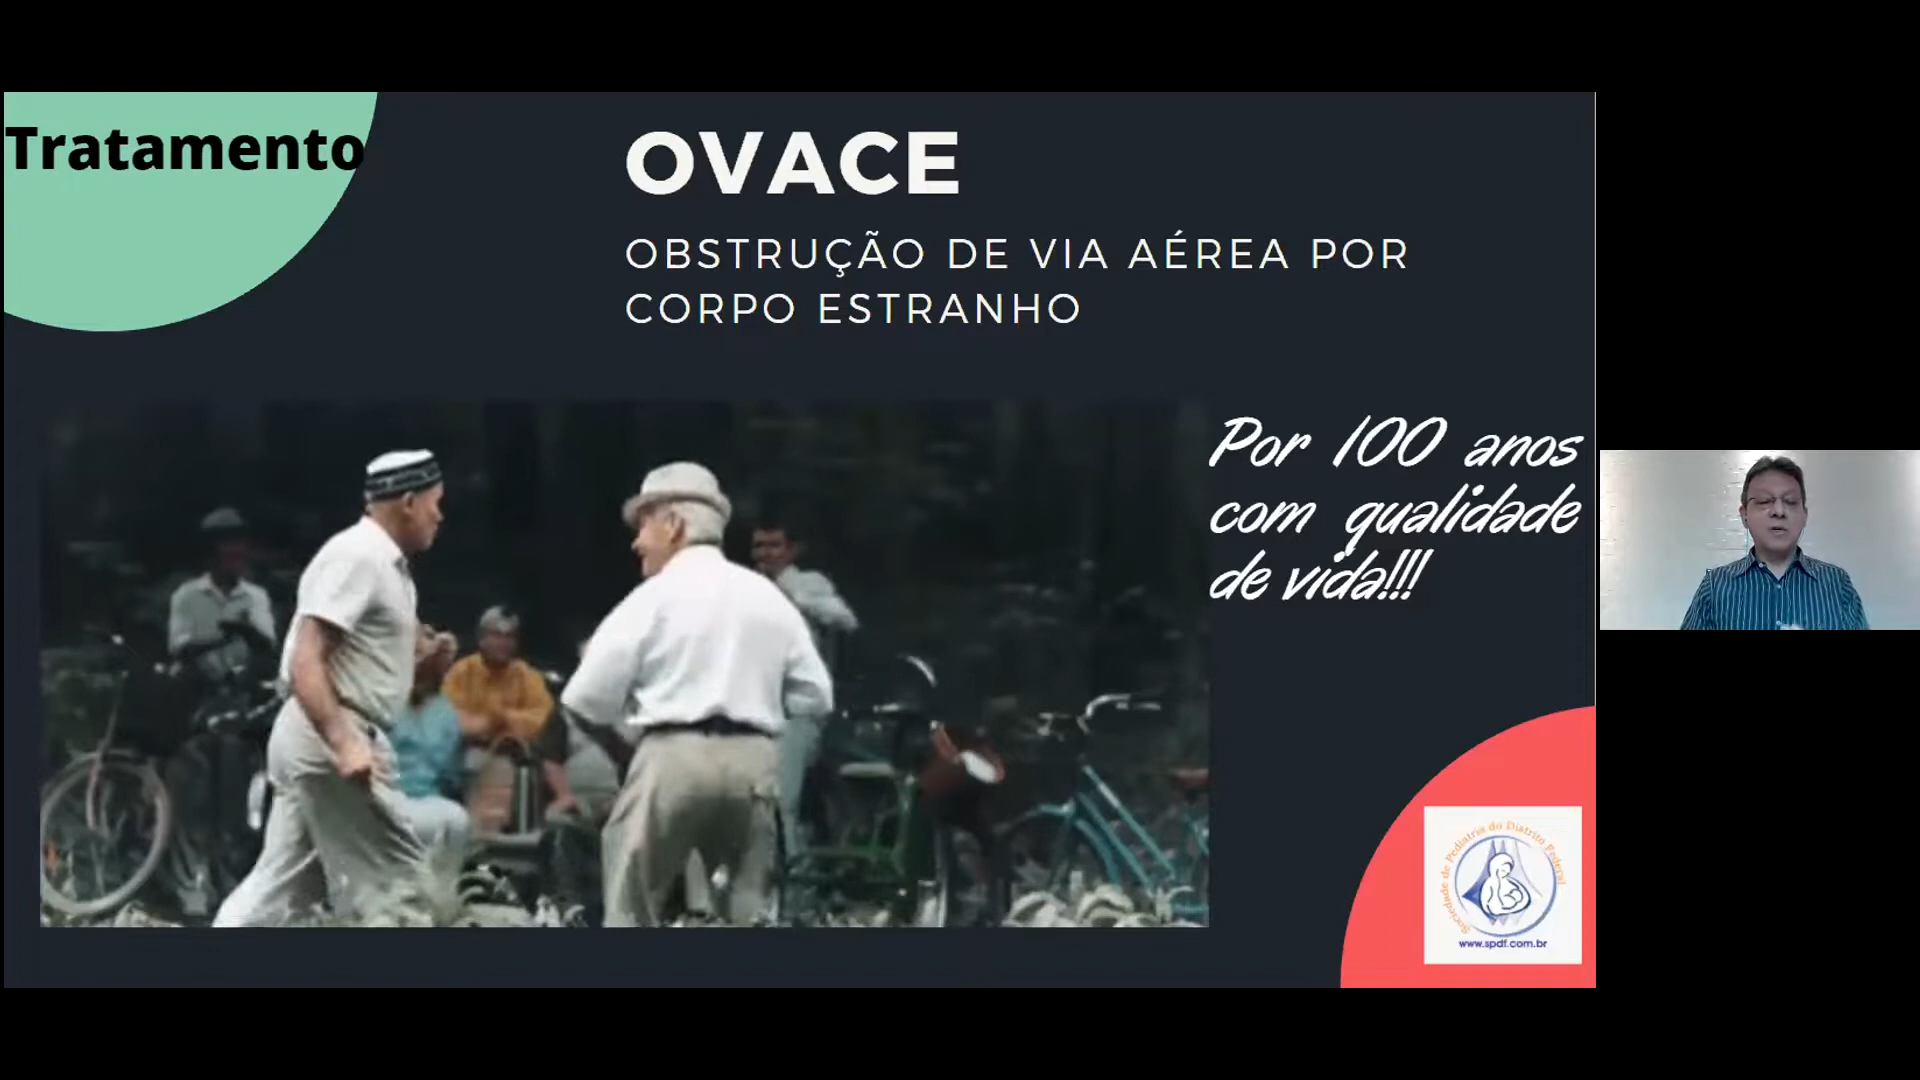 Tratamento
OVACE
OBSTRUÇÃO DE VIA AÉREA POR
CORPO ESTRANHO
Por 100 anos
com qualidade
de vida!!!
Sociedade de Pediatria do Distrito Federal
www.spdf.com.br